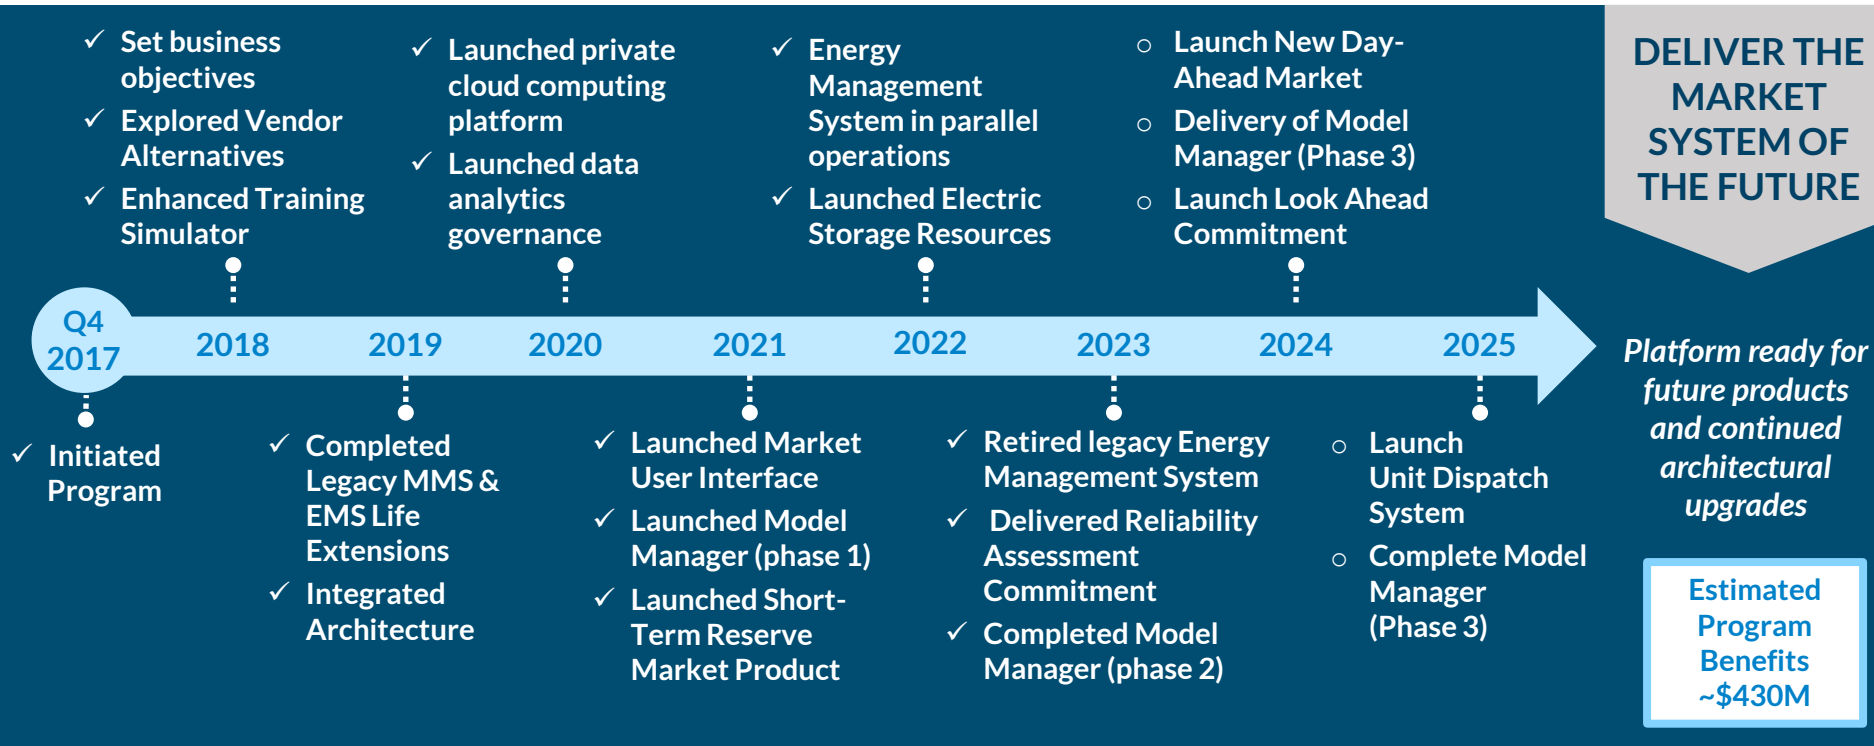 ✓ Set business
objectives
✓ Explored Vendor
Alternatives
✓ Enhanced Training
Simulator
✓ Launched private
cloud computing
platform
✓ Launched data
analytics
governance
✓ Energy
Management
System in parallel
operations
✓ Launched Electric
Storage Resources
○ Launch New Day-
Ahead Market
○ Delivery of Model
Manager (Phase 3)
○ Launch Look Ahead
Commitment
DELIVER THE
MARKET
SYSTEM OF
THE FUTURE
Q4
2017
2018
2019
2020
2021
2022
2023
2024
2025
✓ Initiated
Program
✓ Completed
Legacy MMS &
EMS Life
Extensions
✓ Integrated
Architecture
✓ Launched Market
User Interface
✓ Launched Model
Manager (phase 1)
✓ Launched Short-
Term Reserve
Market Product
✓ Retired legacy Energy
Management System
✓ Delivered Reliability
Assessment
Commitment
✓ Completed Model
Manager (phase 2)
○ Launch
Unit Dispatch
System
○ Complete Model
Manager
(Phase 3)
Platform ready for
future products
and continued
architectural
upgrades
Estimated
Program
Benefits
~$430M